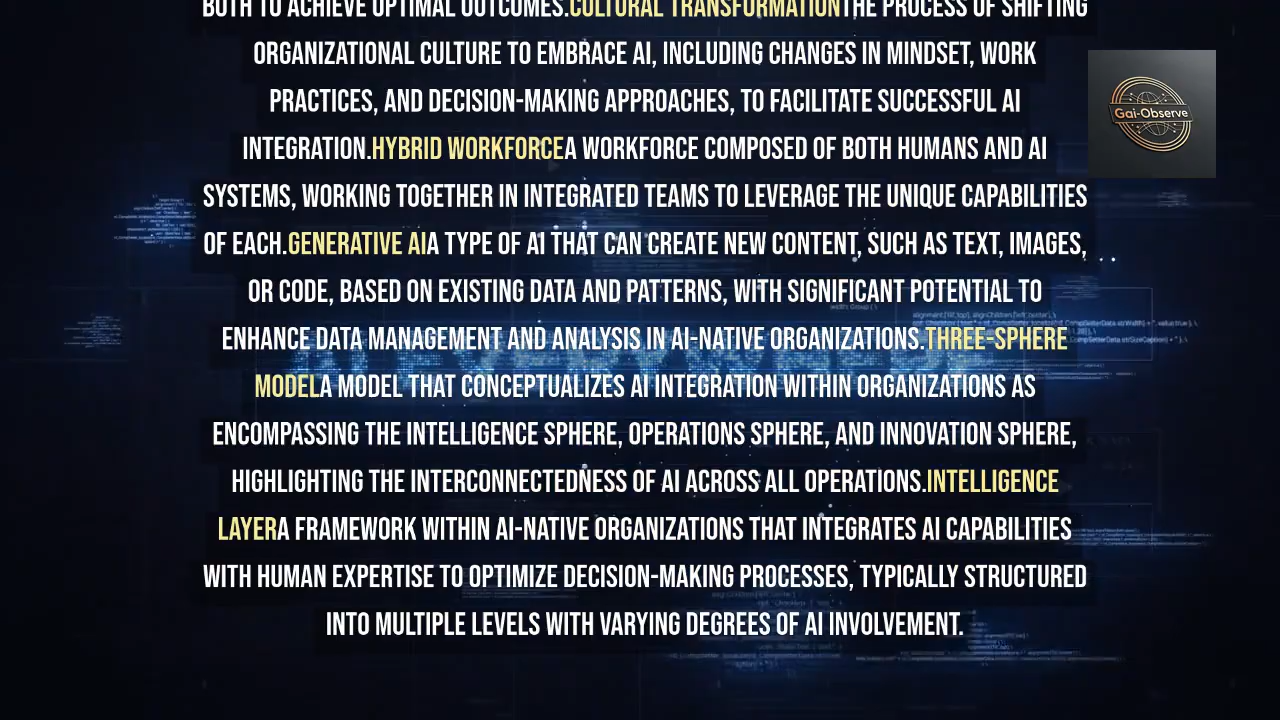 BOTH TO ACHIEVE OPTIMAL OUTCOMES.CULTURAL TRANSFORMATIONTHE PROCESS OF SHIFTING
ORGANIZATIONAL CULTURE TO EMBRACE AI, INCLUDING CHANGES IN MINDSET, WORK
PRACTICES, AND DECISION-MAKING APPROACHES, TO FACILITATE SUCCESSFUL AI
INTEGRATION.HYBRID WORKFORCEA WORKFORCE COMPOSED OF BOTH HUMANS AND AI
SYSTEMS, WORKING TOGETHER IN INTEGRATED TEAMS TO LEVERAGE THE UNIQUE CAPABILITIES
OF EACH.GENERATIVE AIA TYPE OF AI THAT CAN CREATE NEW CONTENT, SUCH AS TEXT, IMAGES,
OR CODE, BASED ON EXISTING DATA AND PATTERNS, WITH SIGNIFICANT POTENTIAL TO
ENHANCE DATA MANAGEMENT AND ANALYSIS IN AI-NATIVE ORGANIZATIONS.THREE-SPHERE
MODELA MODEL THAT CONCEPTUALIZES AI INTEGRATION WITHIN ORGANIZATIONS AS
ENCOMPASSING THE INTELLIGENCE SPHERE, OPERATIONS SPHERE, AND INNOVATION SPHERE,
HIGHLIGHTING THE INTERCONNECTEDNESS OF AI ACROSS ALL OPERATIONS.INTELLIGENCE
LAYERA FRAMEWORK WITHIN AI-NATIVE ORGANIZATIONS THAT INTEGRATES AI CAPABILITIES
WITH HUMAN EXPERTISE TO OPTIMIZE DECISION-MAKING PROCESSES, TYPICALLY STRUCTURED
INTO MULTIPLE LEVELS WITH VARYING DEGREES OF AI INVOLVEMENT.
Gai-Observe